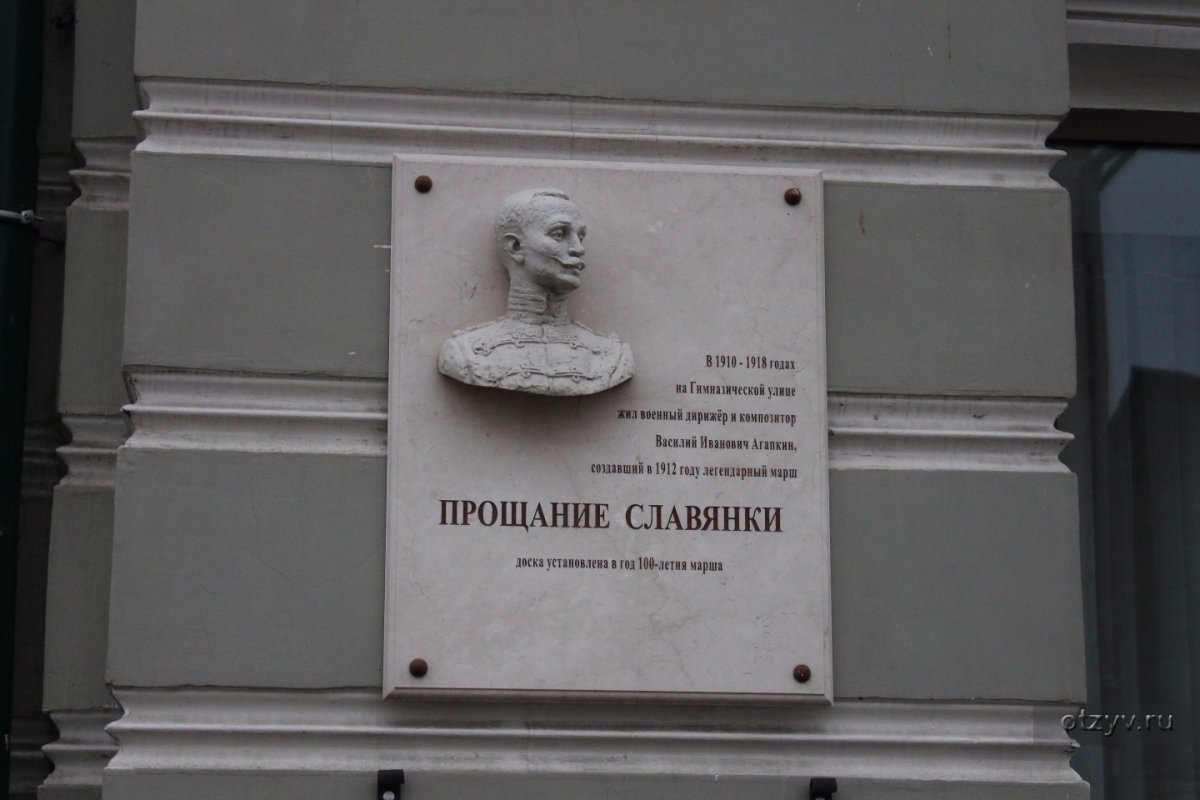 В 1910 - 1918 годах
на Гимназической улице
жил военный дирижёр и композитор
Василий Иванович Агапкин,
создавший в 1912 году легендарный марш
ПРОЩАНИЕ СЛАВЯНКИ
доска установлена в год 100-летия марша
otzyv.ru